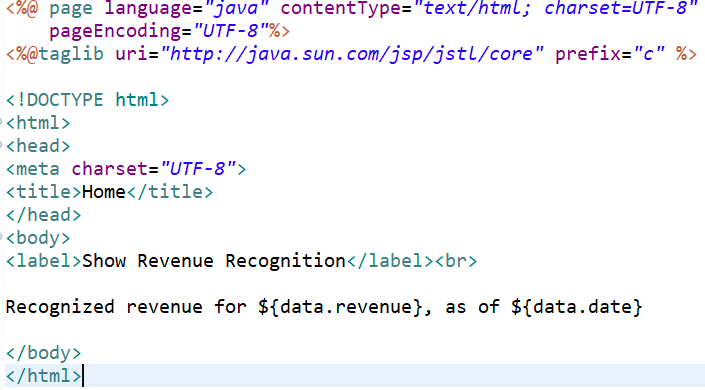 <%@ page language="java" contentType="text/html; charset=UTF-8"
    pageEncoding="UTF-8"%>
<%@taglib uri="http://java.sun.com/jsp/jstl/core" prefix="c" %>

<!DOCTYPE html>
<html>
<head>
<meta charset="UTF-8">
<title>Home</title>
</head>
<body>
<label>Show Revenue Recognition</label><br>

Recognized revenue for ${data.revenue}, as of ${data.date}

</body>
</html>